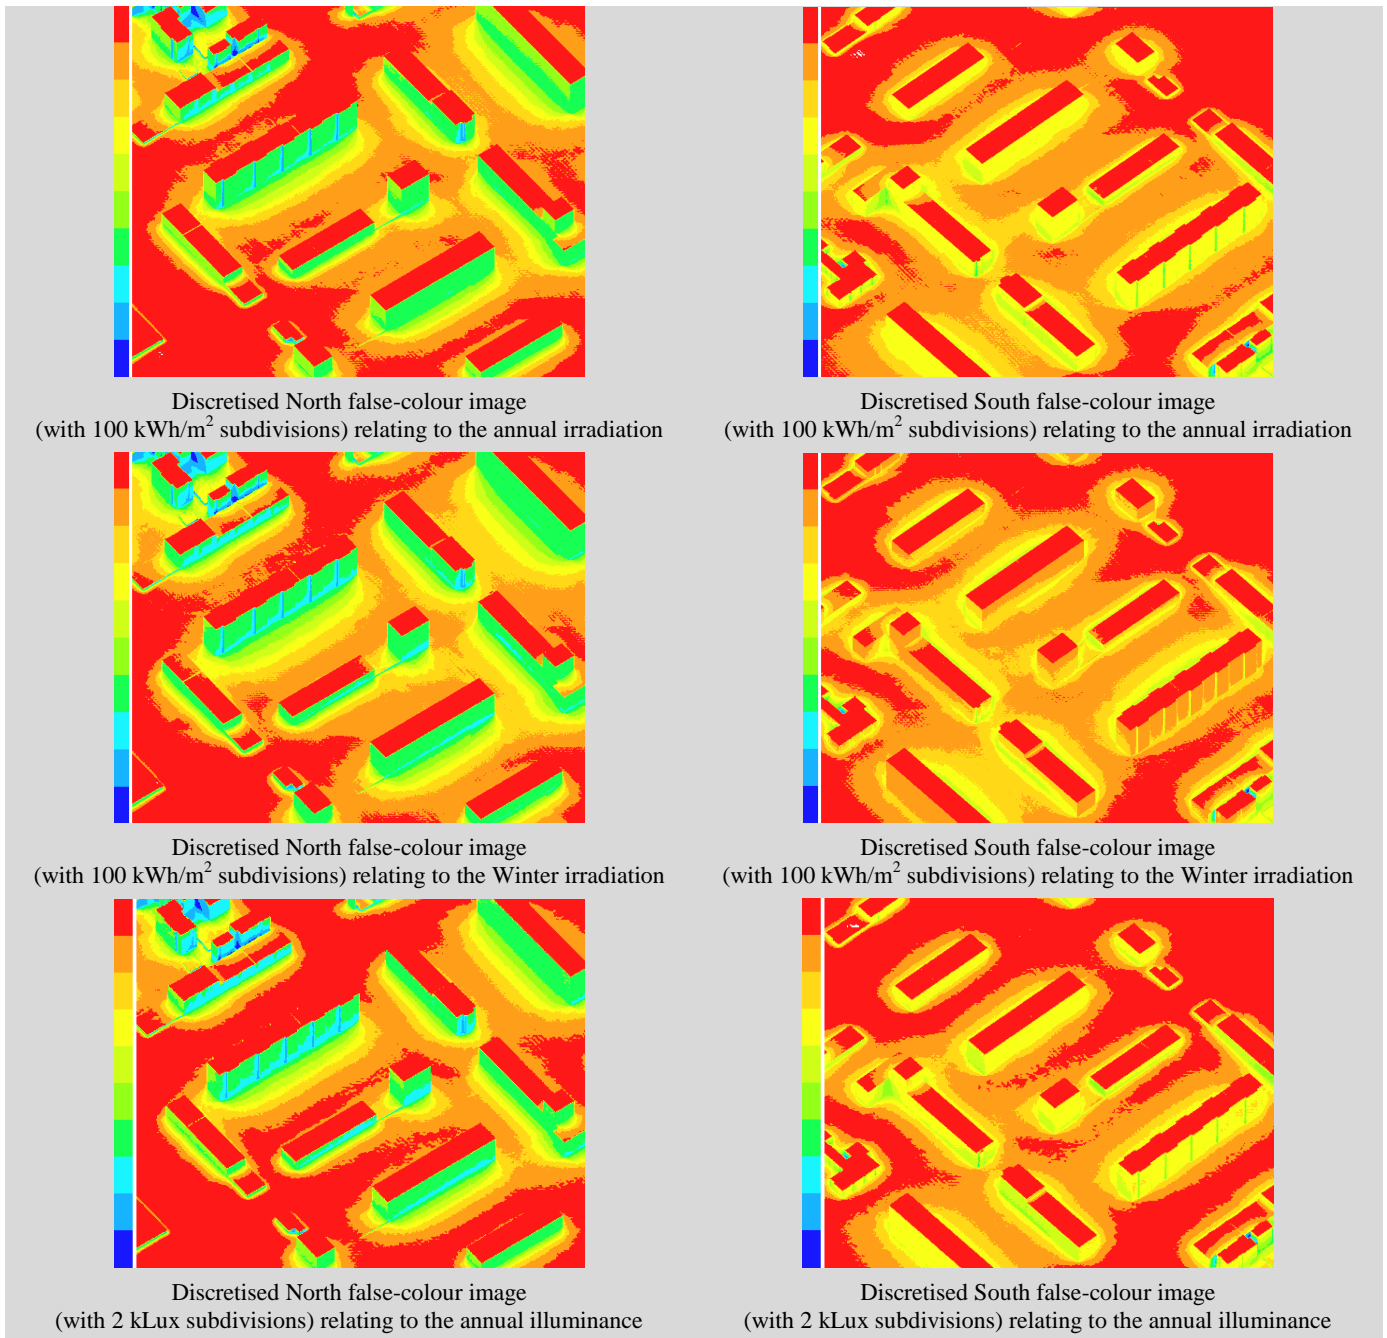 Discretised North false-colour image
(with 100 kWh/m² subdivisions) relating to the annual irradiation
Discretised South false-colour image
(with 100 kWh/m² subdivisions) relating to the annual irradiation
Discretised North false-colour image
(with 100 kWh/m² subdivisions) relating to the Winter irradiation
Discretised South false-colour image
(with 100 kWh/m² subdivisions) relating to the Winter irradiation
Discretised North false-colour image
(with 2 kLux subdivisions) relating to the annual illuminance
Discretised South false-colour image
(with 2 kLux subdivisions) relating to the annual illuminance